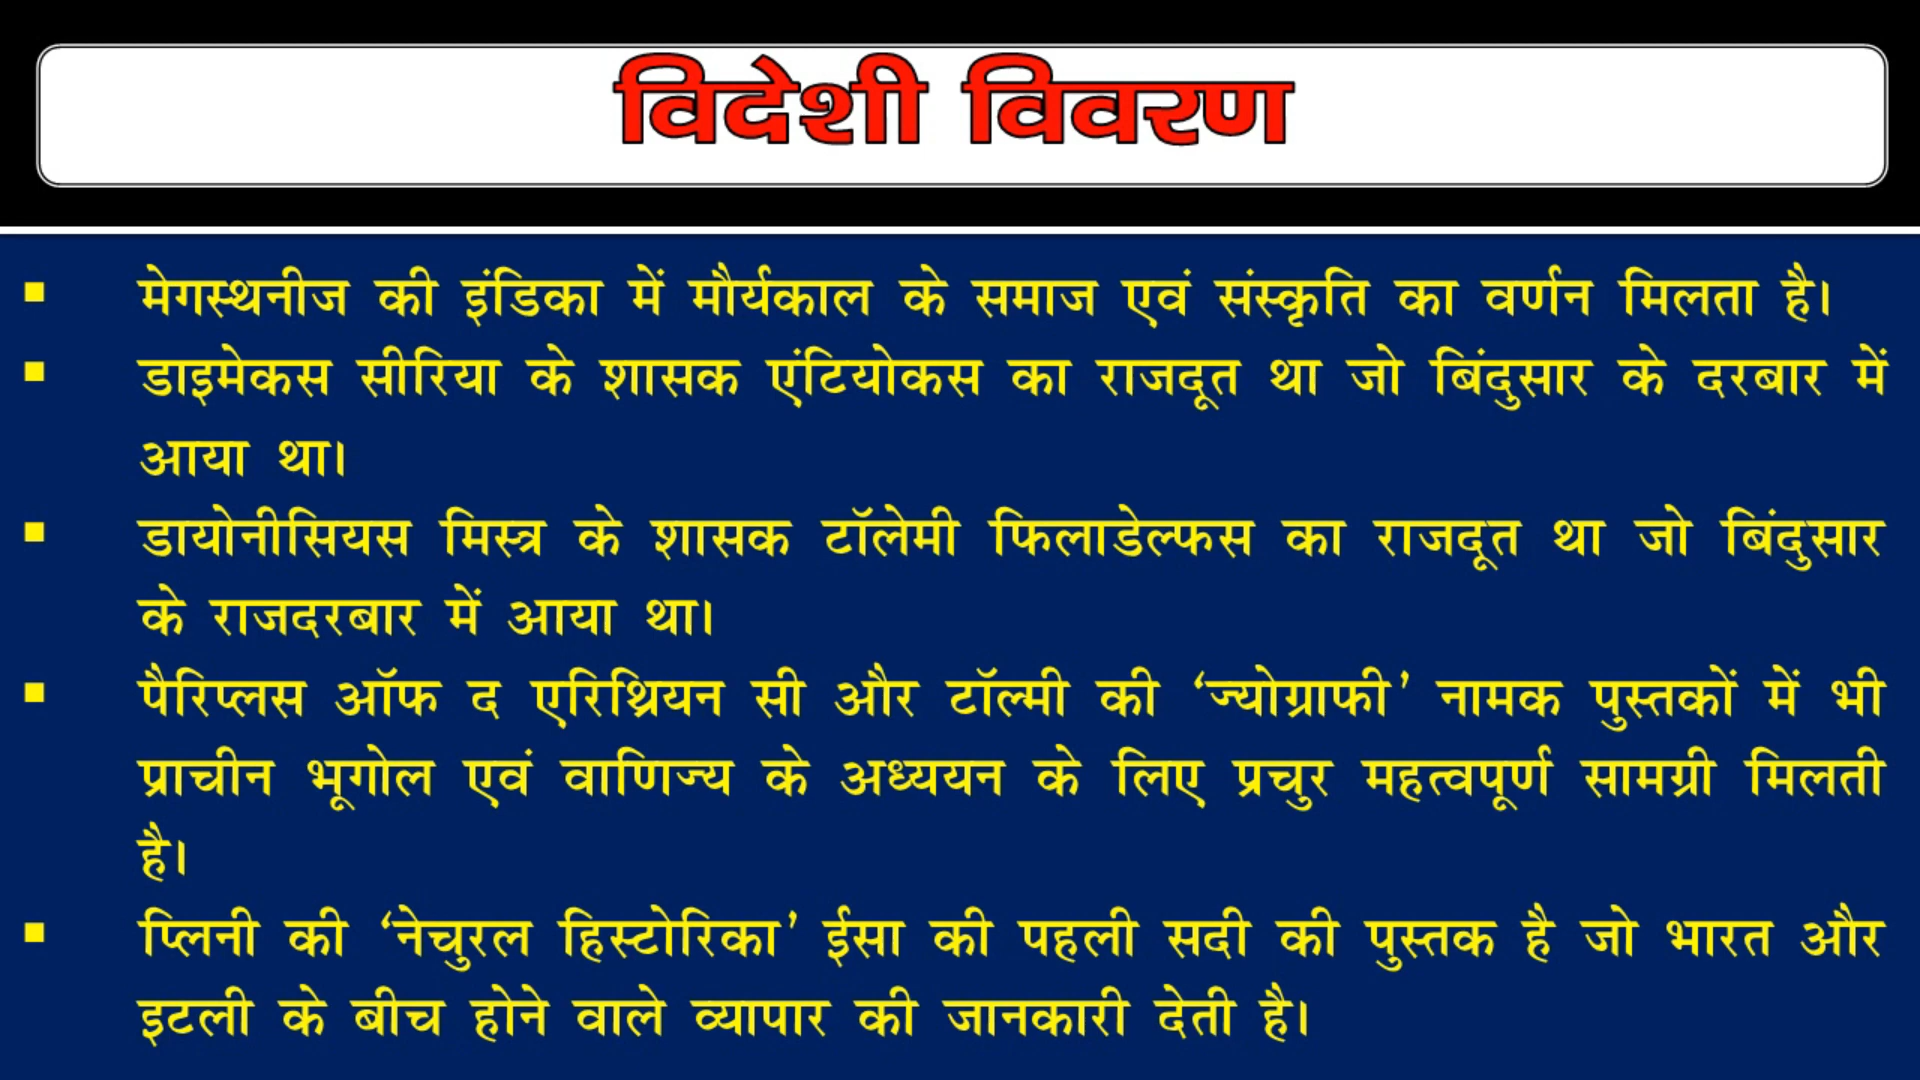 विदेशी विवरण
▪ मेगस्थनीज की इंडिका में मौर्यकाल के समाज एवं संस्कृति का वर्णन मिलता है।
▪ डाइमेकस सीरिया के शासक एंटियोकस का राजदूत था जो बिंदुसार के दरबार में
आया था।
▪ डायोनीसियस मिस्त्र के शासक टॉलेमी फिलाडेल्फस का राजदूत था जो बिंदुसार
के राजदरबार में आया था।
▪ पैरिप्लस ऑफ द एरिथ्रियन सी और टॉल्मी की ‘ज्योग्राफी’ नामक पुस्तकों में भी
प्राचीन भूगोल एवं वाणिज्य के अध्ययन के लिए प्रचुर महत्वपूर्ण सामग्री मिलती
है।
▪ प्लिनी की ‘नेचुरल हिस्टोरिका’ ईसा की पहली सदी की पुस्तक है जो भारत और
इटली के बीच होने वाले व्यापार की जानकारी देती है।